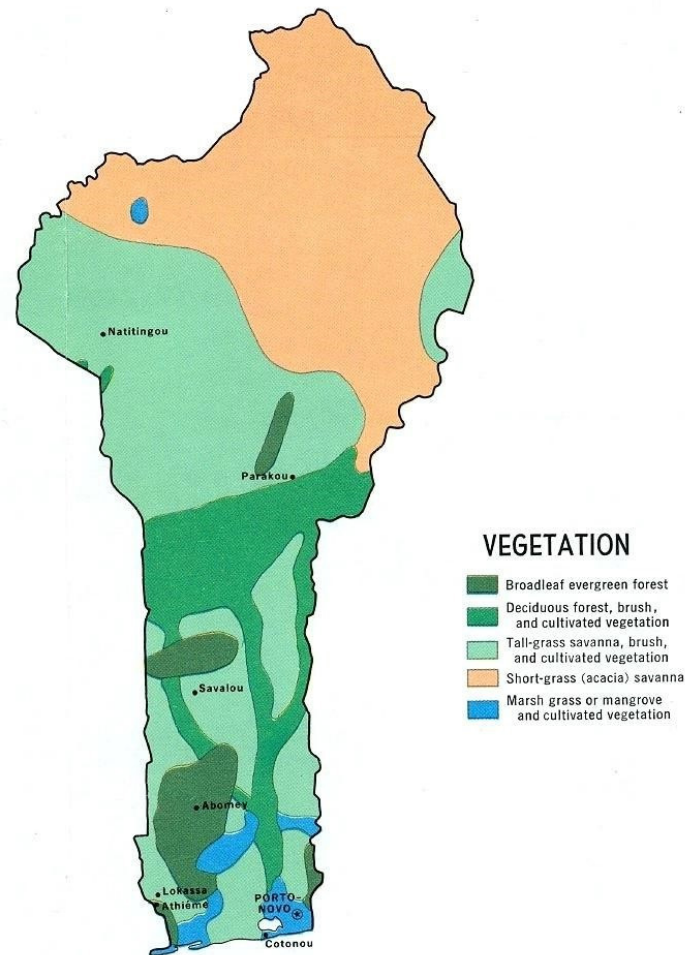 Natitingou
Parakou
VEGETATION
Broadleaf evergreen forest
Deciduous forest, brush,
and cultivated vegetation
Tall-grass savanna, brush,
and cultivated vegetation
Short-grass (acacia) savanna
Marsh grass or mangrove
and cultivated vegetation
Savalou
Abomey
Lokassa
Athiémé
PORTO-
NOVO
Cotonou